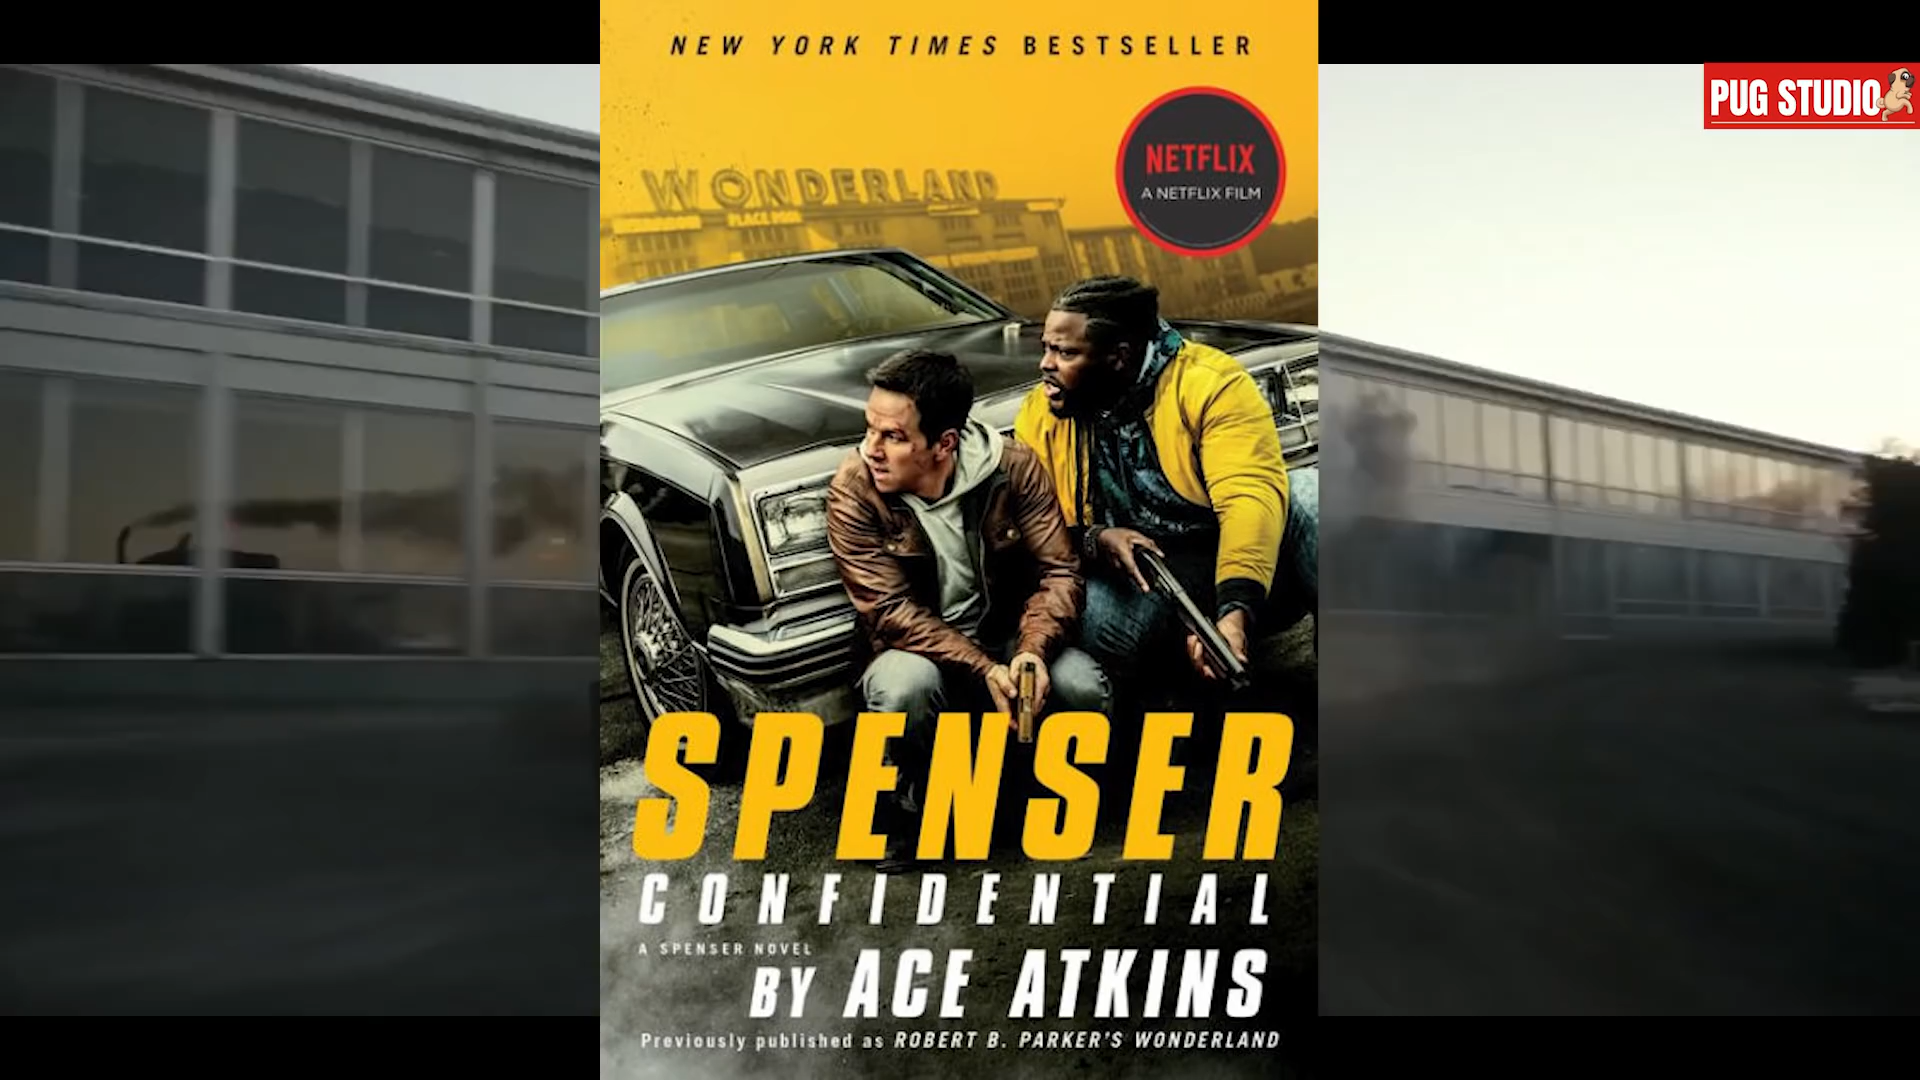 NEW YORK TIMES BESTSELLER
PUG STUDIO
NETFLIX
A NETFLIX FILM
WONDERLAND
SPENSER
CONFIDENTIAL
A SPENSER NOVEL
BY ACE ATKINS
Previously published as ROBERT B. PARKER'S WONDERLAND